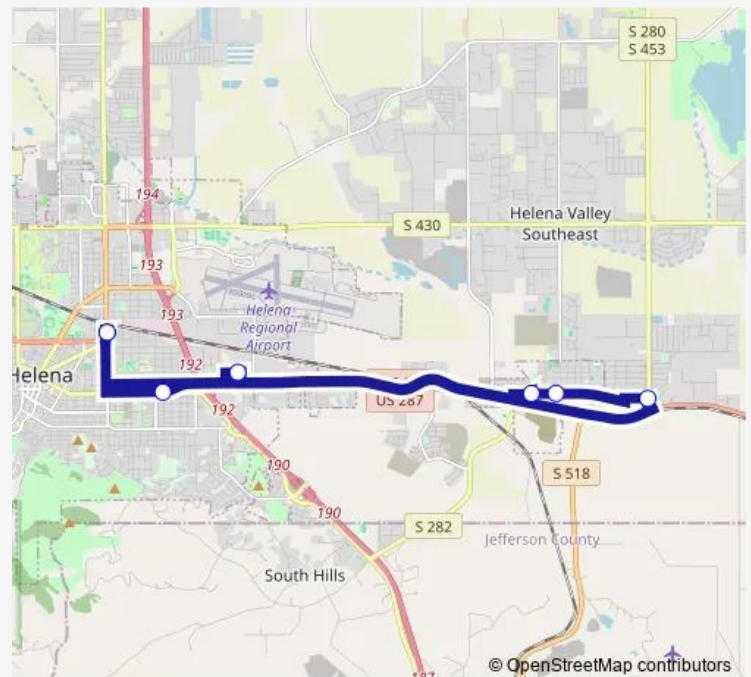 S 280
S 453
194
S 430
Helena Valley
Southeast
193
193
Helena
Regional
Airport
192
Helena
US 287
192
190
S 518
190
S 282
Jefferson County
South Hills
187
© OpenStreetMap contributors